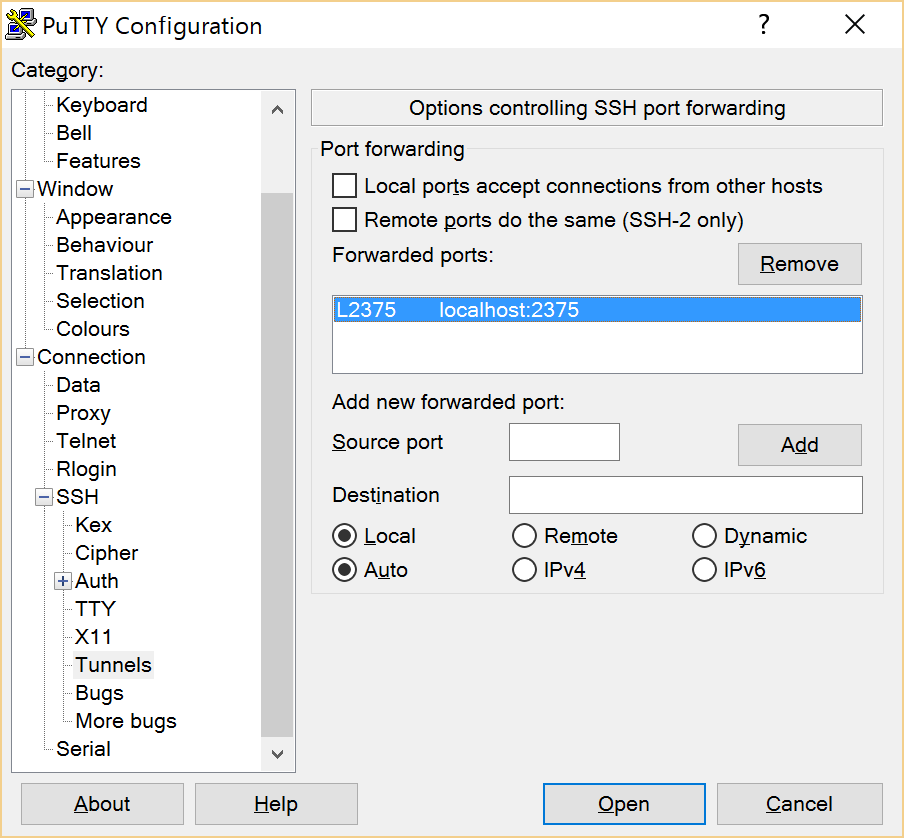 PuTTY Configuration
Category:
Keyboard
Bell
Features
Window
Appearance
Behaviour
Translation
Selection
Colours
Connection
Data
Proxy
Telnet
Rlogin
SSH
Kex
Cipher
Auth
TTY
X11
Tunnels
Bugs
More bugs
Serial
Options controlling SSH port forwarding
Port forwarding
Local ports accept connections from other hosts
Remote ports do the same (SSH-2 only)
Forwarded ports:
Remove
L2375 localhost:2375
Add new forwarded port:
Source port
Add
Destination
Local Remote Dynamic
Auto IPv4 IPv6
About Help Open Cancel